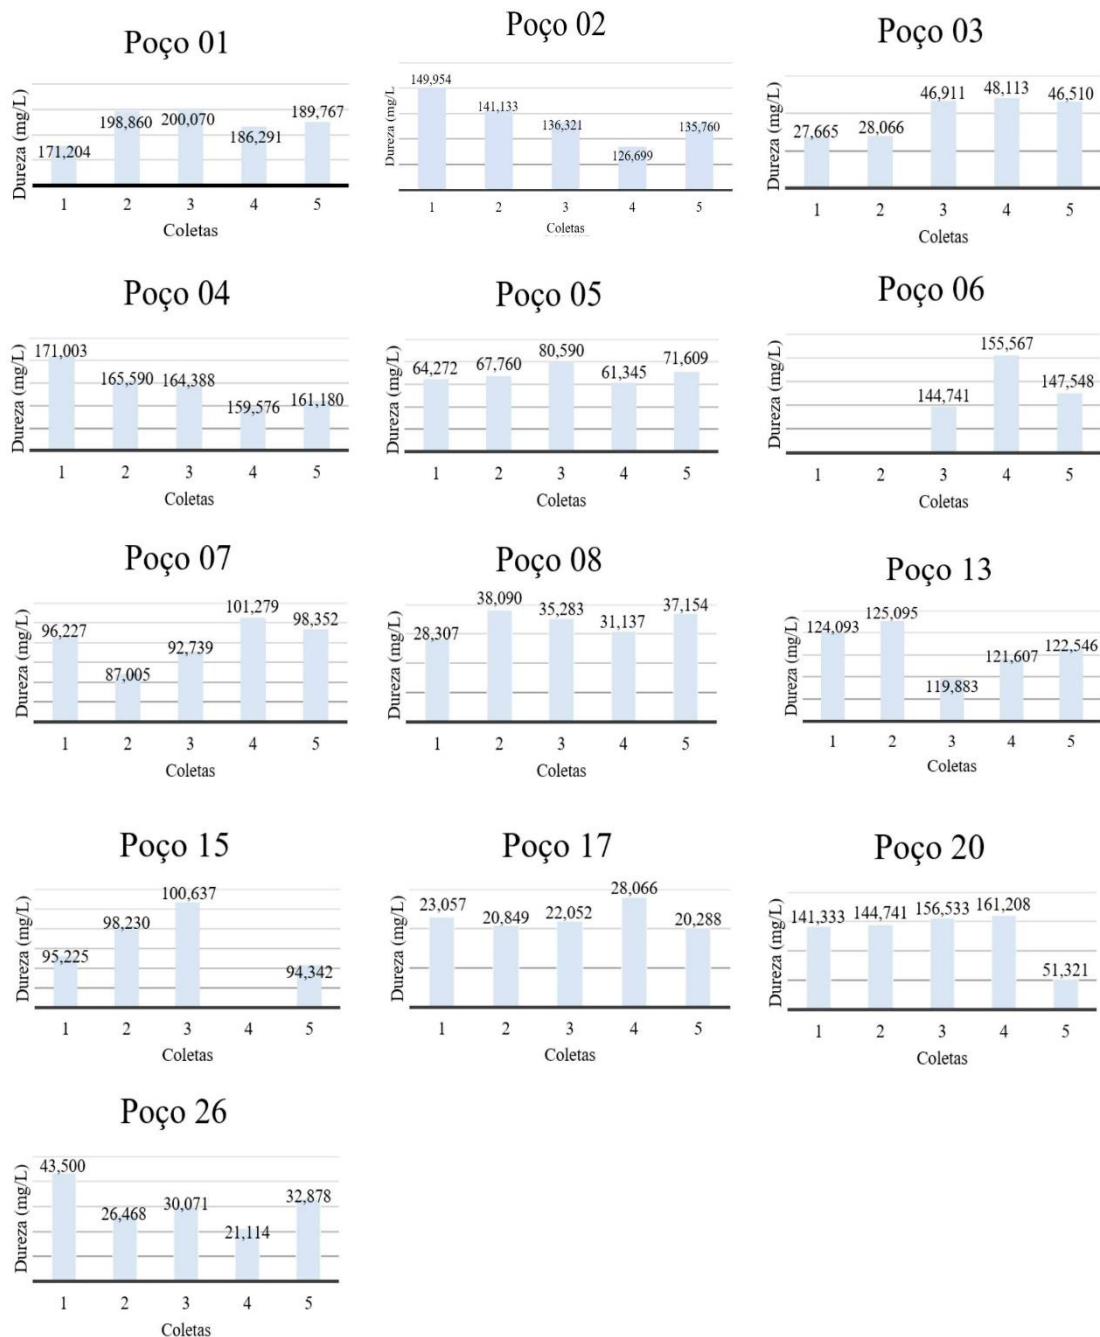 Poço 01
Dureza (mg/L)
171,204
198,860
200,070
186,291
189,767
1 2 3 4 5
Coletas
Poço 02
Dureza (mg/L
149,954
141,133
136,321
126,699
135,760
1 2 3 4 5
Coletas
Poço 03
Dureza (mg/L)
27,665
28,066
46,911
48,113
46,510
1 2 3 4 5
Coletas
Poço 04
Dureza (mg/L)
171,003
165,590
164,388
159,576
161,180
1 2 3 4 5
Coletas
Poço 05
Dureza (mg/L)
64,272
67,760
80,590
61,345
71,609
1 2 3 4 5
Coletas
Poço 06
Dureza (mg/L)
144,741
155,567
147,548
1 2 3 4 5
Coletas
Poço 07
Dureza (mg/L)
96,227
87,005
92,739
101,279
98,352
1 2 3 4 5
Coletas
Poço 08
Dureza (mg/L)
28,307
38,090
35,283
31,137
37,154
1 2 3 4 5
Coletas
Poço 13
Dureza (mg/L)
124,093
125,095
119,883
121,607
122,546
1 2 3 4 5
Coletas
Poço 15
Dureza (mg/L)
95,225
98,230
100,637
94,342
1 2 3 4 5
Coletas
Poço 17
Dureza (mg/L)
23,057
20,849
22,052
28,066
20,288
1 2 3 4 5
Coletas
Poço 20
Dureza (mg/L)
141,333
144,741
156,533
161,208
51,321
1 2 3 4 5
Coletas
Poço 26
Dureza (mg/L)
43,500
26,468
30,071
21,114
32,878
1 2 3 4 5
Coletas